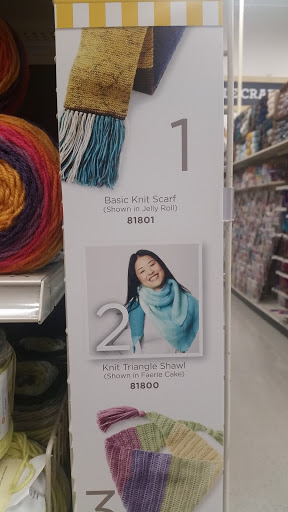 1
Basic Knit Scarf
(Shown in Jelly Roll)
81801
2
Knit Triangle Shawl
(Shown in Faerie Cake)
81800
3